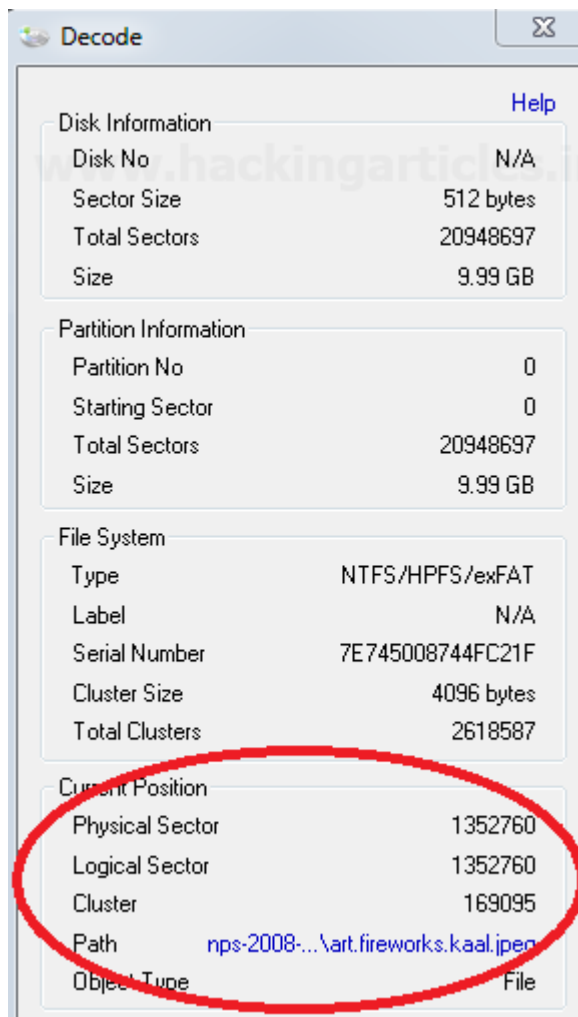 Decode
Help
Disk Information
www.hackingarticles.in
Disk No N/A
Sector Size 512 bytes
Total Sectors 20948697
Size 9.99 GB
Partition Information
Partition No 0
Starting Sector 0
Total Sectors 20948697
Size 9.99 GB
File System
Type NTFS/HPFS/exFAT
Label N/A
Serial Number 7E745008744FC21F
Cluster Size 4096 bytes
Total Clusters 2618587
Current Position
Physical Sector 1352760
Logical Sector 1352760
Cluster 169095
Path nps-2008-...\art.fireworks.kaal.jpeg
Object Type File